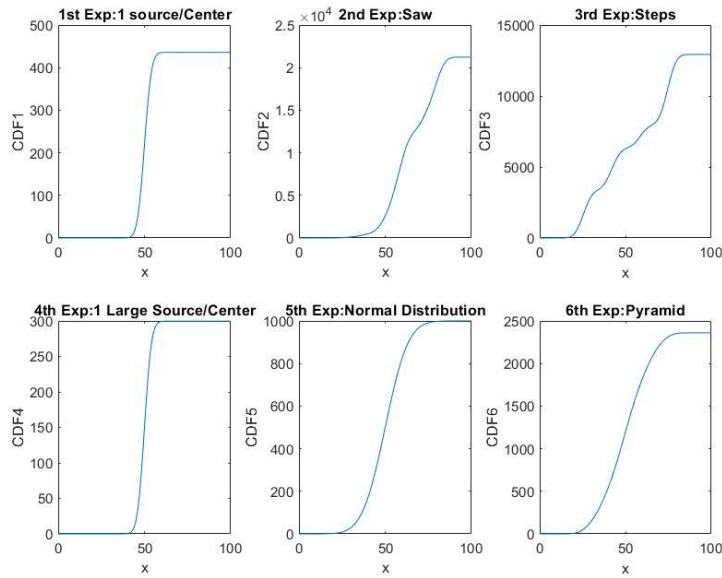 1st Exp:1 source/Center
500
400
300
200
100
0
0 50 100
CDF1
x
×10⁴ 2nd Exp:Saw
2.5
2
1.5
1
0.5
0
0 50 100
CDF2
x
3rd Exp:Steps
15000
10000
5000
0
0 50 100
CDF3
x
4th Exp:1 Large Source/Center
300
250
200
150
100
50
0
0 50 100
CDF4
x
5th Exp:Normal Distribution
1000
800
600
400
200
0
0 50 100
CDF5
x
6th Exp:Pyramid
2500
2000
1500
1000
500
0
0 50 100
CDF6
x